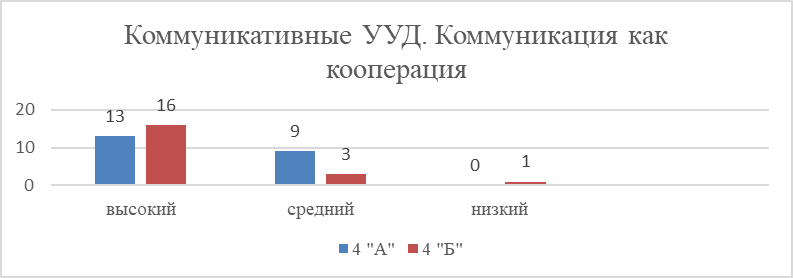 Коммуникативные УУД. Коммуникация как
кооперация
20
10
0
13
16
9
3
0
1
высокий
средний
низкий
4 "А"
4 "Б"